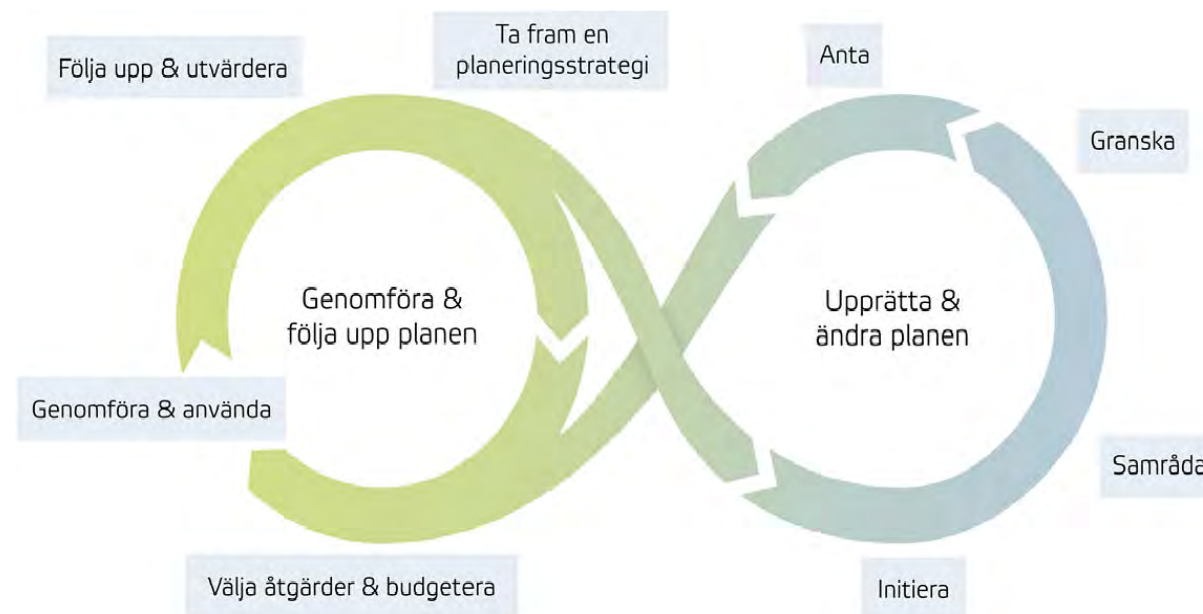 Följa upp & utvärdera
Ta fram en
planeringsstrategi
Anta
Granska
Genomföra &
följa upp planen
Upprätta &
ändra planen
Genomföra & använda
Samråda
Välja åtgärder & budgetera
Initiera